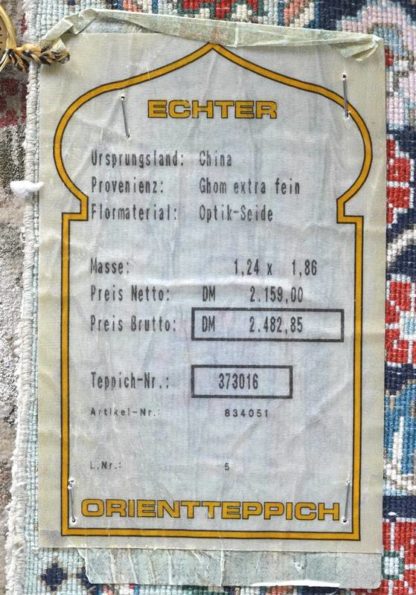 ECHTER
Ursprungsland: China
Provenienz: Ghom extra fein
Flormaterial: Optik-Seide
Masse: 1,24 x 1,86
Preis Netto: DM 2.159,00
Preis Brutto: DM 2.482,85
Teppich-Nr.: 373016
Artikel-Nr.: 834051
L.Nr.: 5
ORIENTTEPPICH